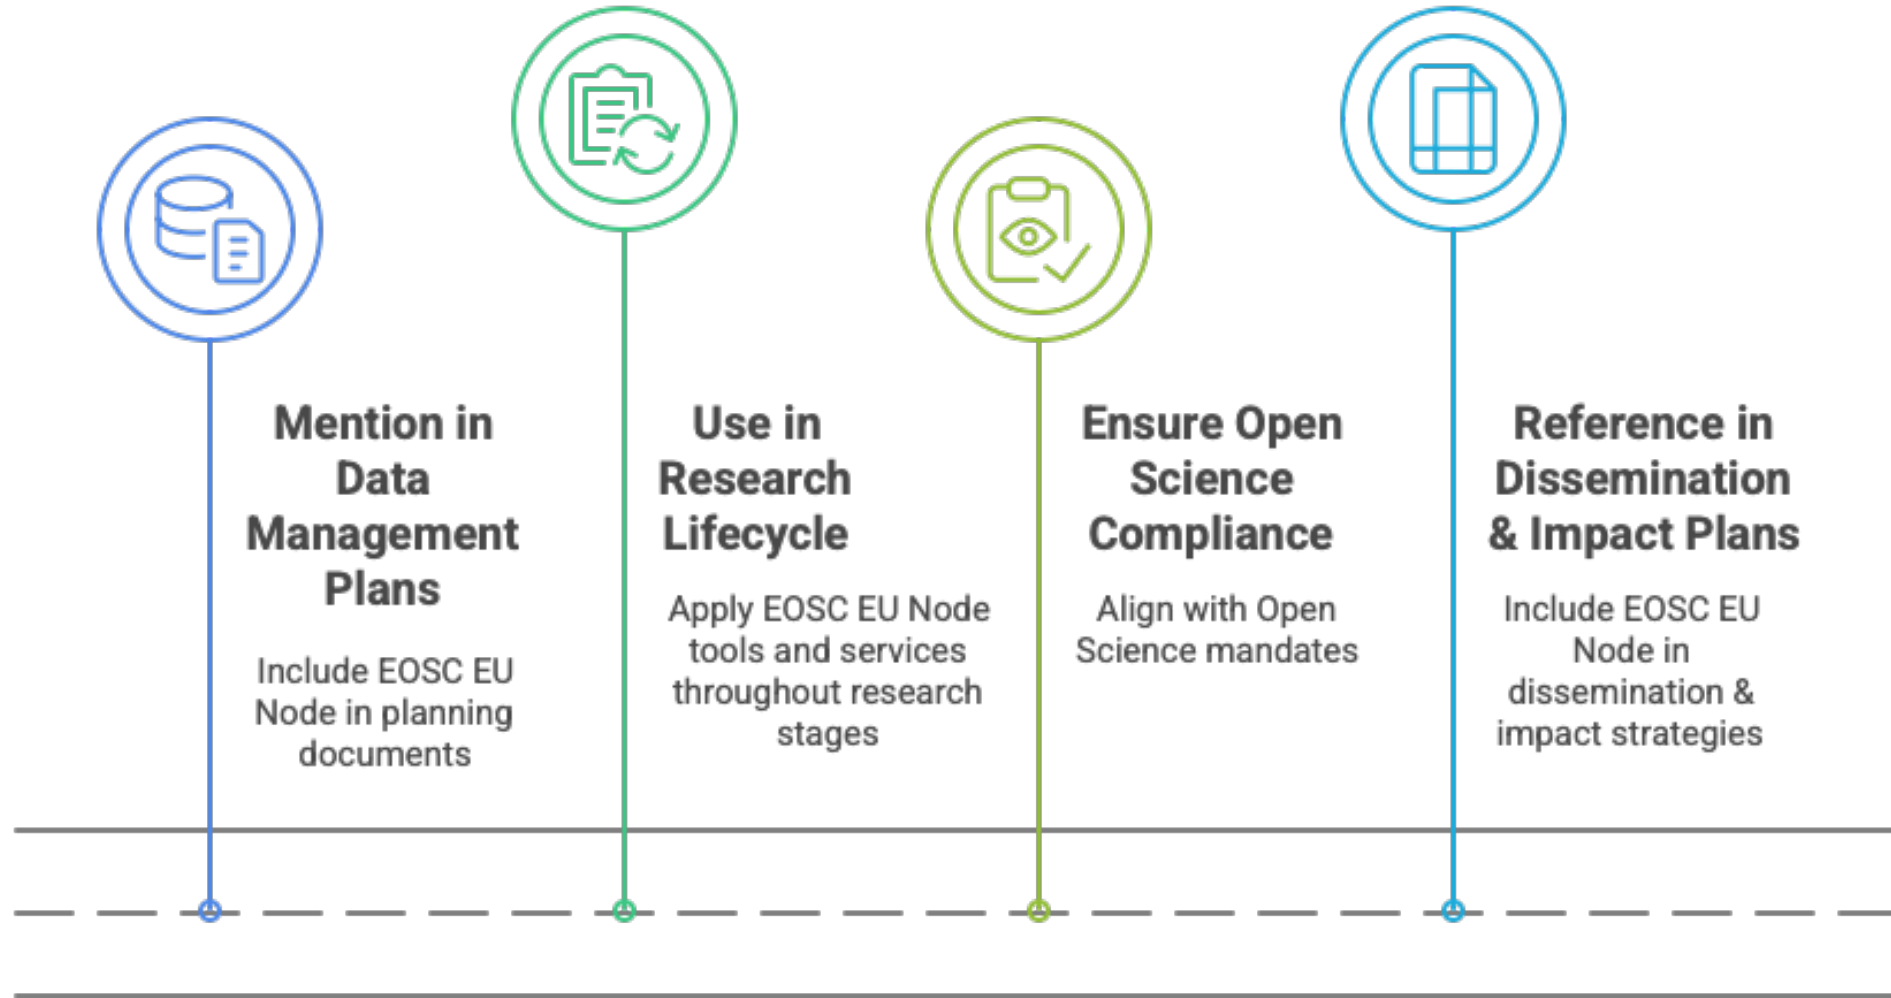 Mention in
Data
Management
Plans
Include EOSC EU
Node in planning
documents
Use in
Research
Lifecycle
Apply EOSC EU Node
tools and services
throughout research
stages
Ensure Open
Science
Compliance
Align with Open
Science mandates
Reference in
Dissemination
& Impact Plans
Include EOSC EU
Node in
dissemination &
impact strategies